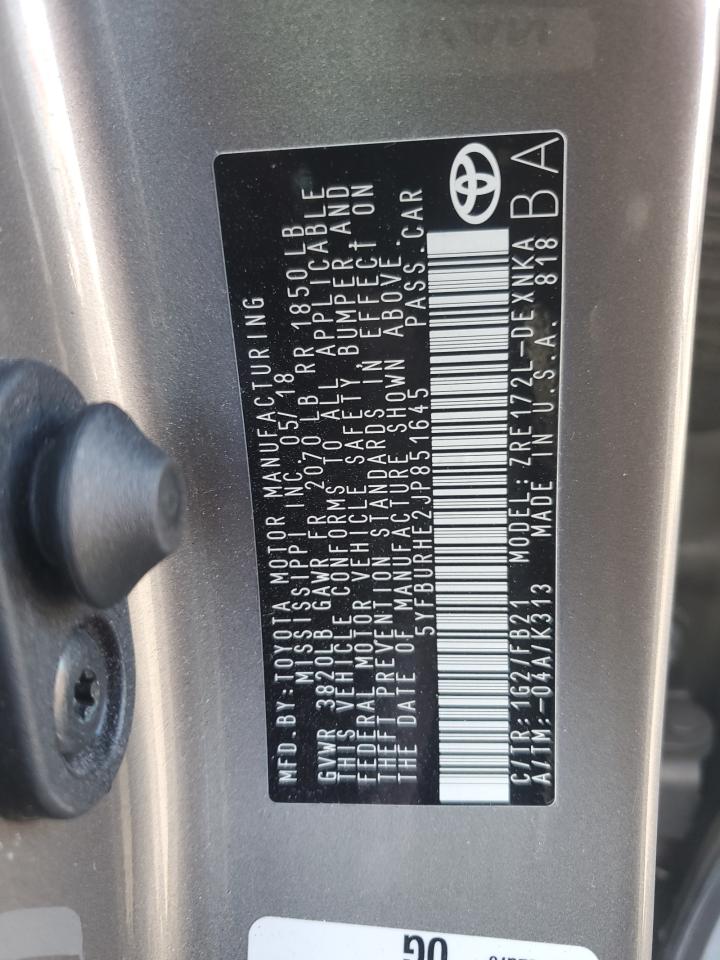 MFD.BY:TOYOTA MOTOR MANUFACTURING
MISSISSIPPI INC.05/18
GVWR 3820LB GAWR FR 2070 LB RR 1850 LB
THIS VEHICLE CONFORMS TO ALL APPLICABLE
FEDERAL MOTOR VEHICLE SAFETY, BUMPER AND
THEFT PREVENTION STANDARDS IN EFFECT ON
THE DATE OF MANUFACTURE SHOWN ABOVE.
5YFBURHE2JP851645 PASS.CAR
C/TR:1G2/FB21 MODEL:ZRE172L-DEXNKA
A/TM:-04A/K313 MADE IN U.S.A. 818
BA